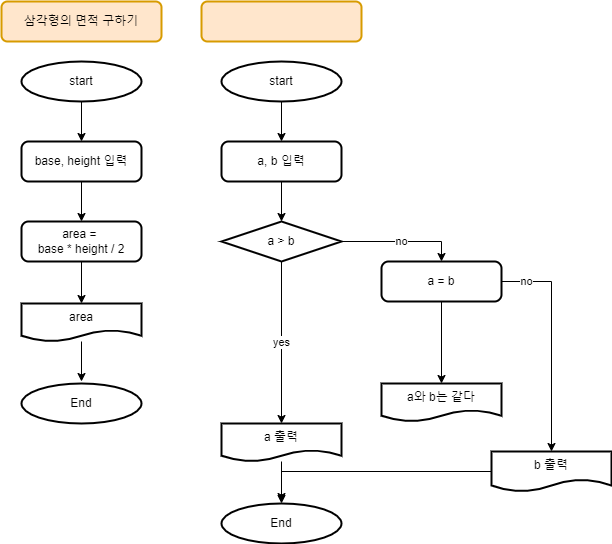 삼각형의 면적 구하기
start
base, height 입력
area =
base * height / 2
area
End
start
a, b 입력
a > b
no
a = b
no
yes
a와 b는 같다
a 출력
b 출력
End